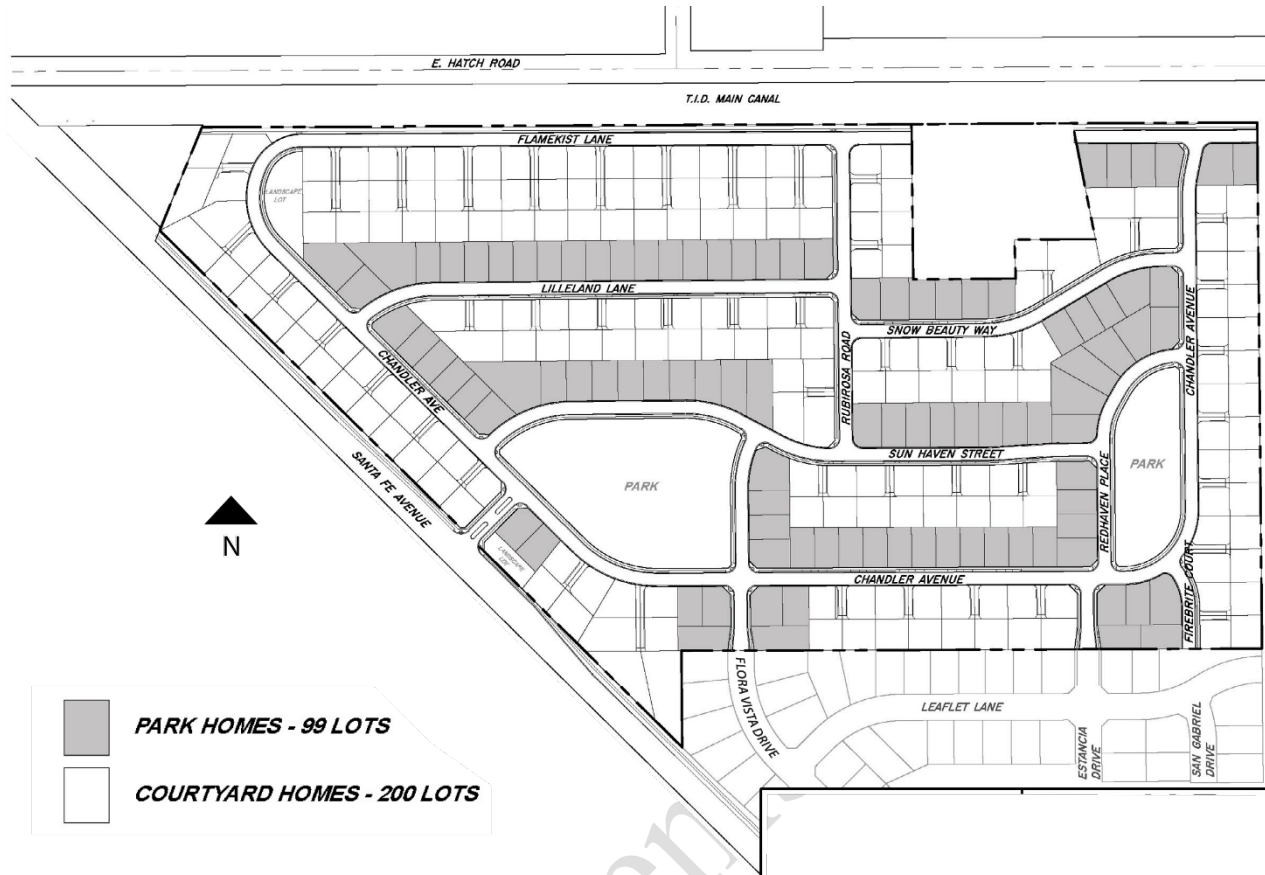 E. HATCH ROAD
T.I.D. MAIN CANAL
FLAMEKIST LANE
LANDSCAPE
LOT
LILLELAND LANE
SNOW BEAUTY WAY
CHANDLER AVENUE
RUBIROSA ROAD
CHANDLER AVE
SUN HAVEN STREET
SANTA FE AVENUE
PARK
REDHAVEN PLACE
PARK
N
LANDSCAPE
LOT
CHANDLER AVENUE
FIREBRITE COURT
FLORA VISTA DRIVE
LEAFLET LANE
ESTANCIA
DRIVE
SAN GABRIEL
DRIVE
PARK HOMES - 99 LOTS
COURTYARD HOMES - 200 LOTS